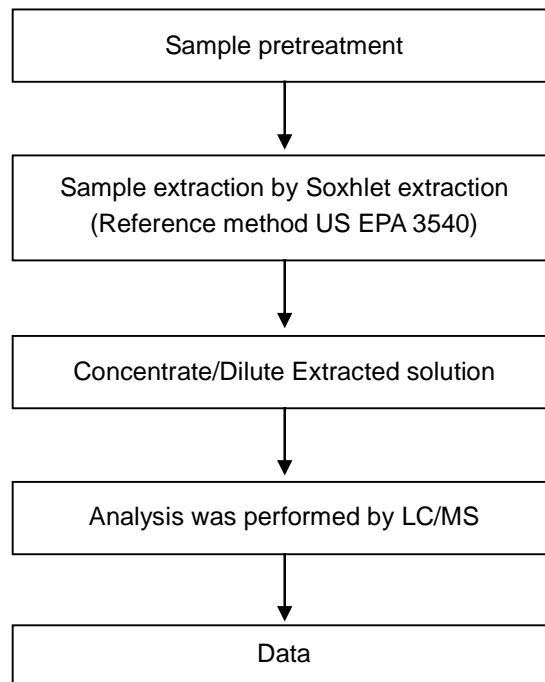 Sample pretreatment
Sample extraction by Soxhlet extraction
(Reference method US EPA 3540)
Concentrate/Dilute Extracted solution
Analysis was performed by LC/MS
Data